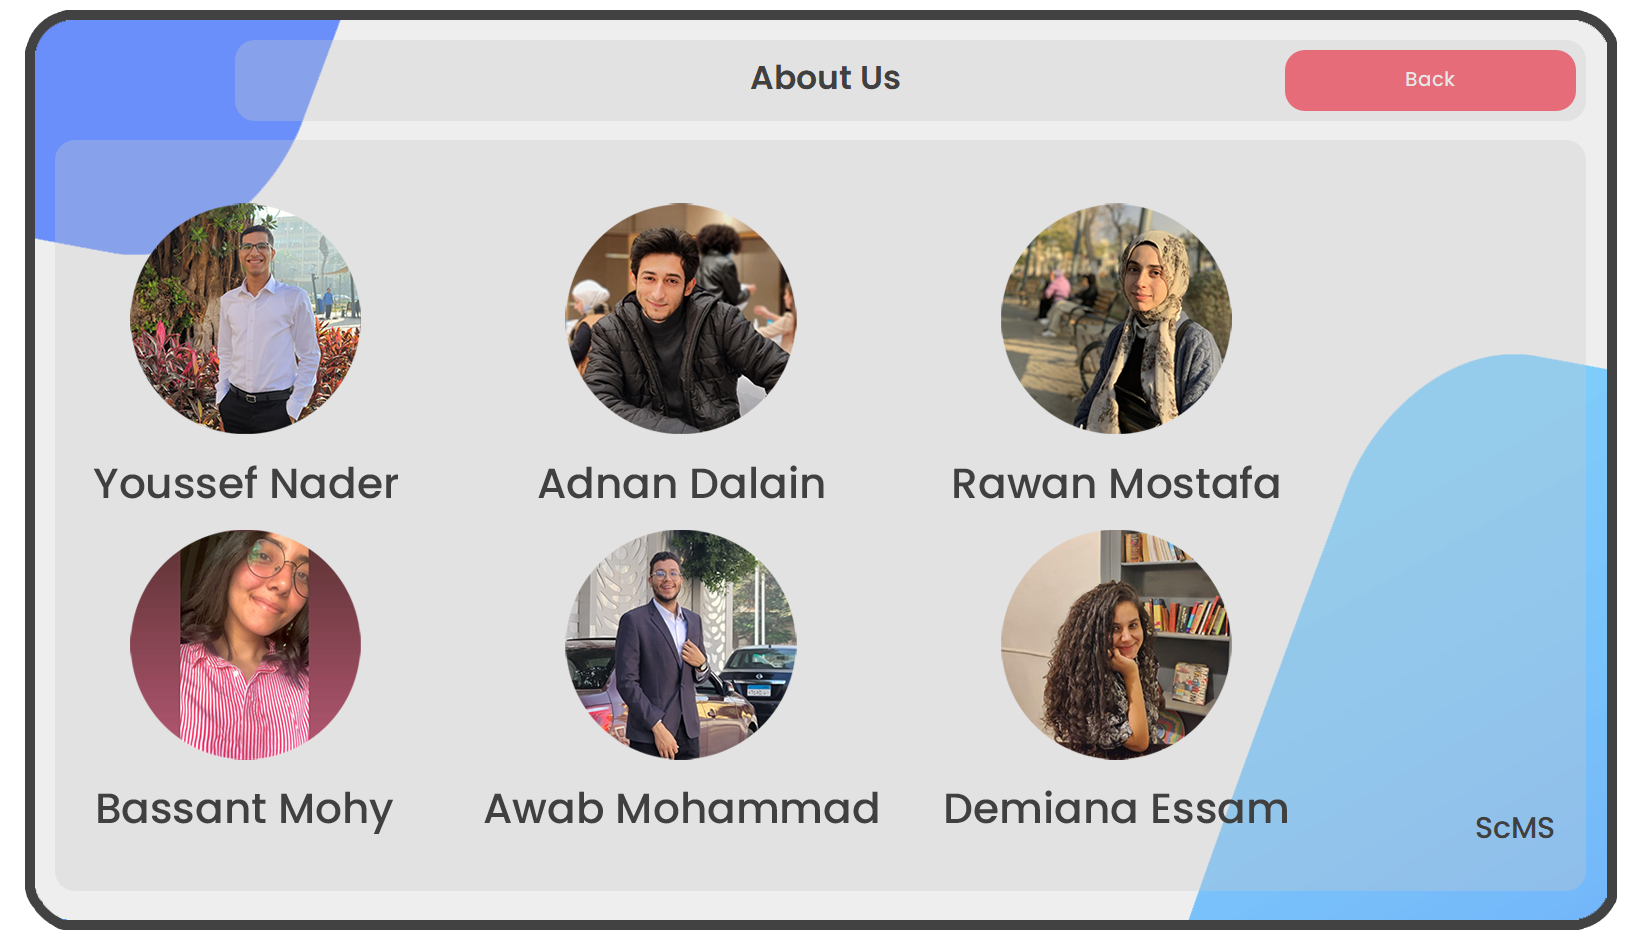 About Us
Back
Youssef Nader
Adnan Dalain
Rawan Mostafa
Bassant Mohy
Awab Mohammad
Demiana Essam
ScMS